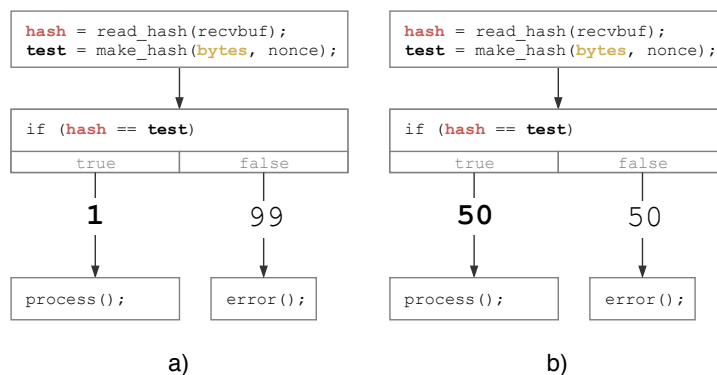 hash = read_hash(recvbuf);
test = make_hash(bytes, nonce);
if (hash == test)
true false
1 99
process(); error();
a)
hash = read_hash(recvbuf);
test = make_hash(bytes, nonce);
if (hash == test)
true false
50 50
process(); error();
b)